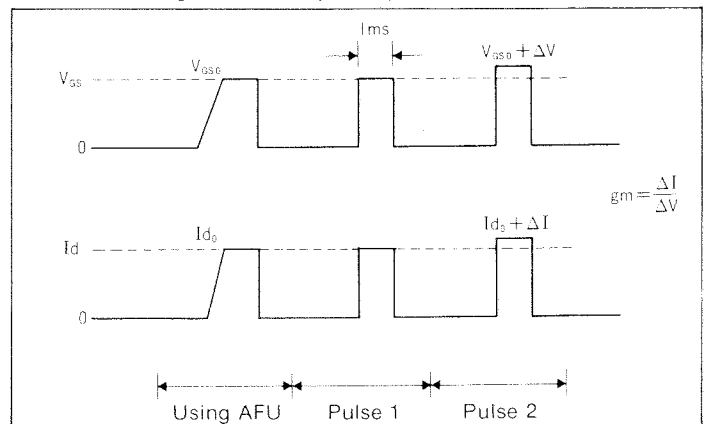 1ms
V_GS0
V_GS0 + ΔV
V_GS
0
gm = ΔI/ΔV
Id_0
Id_0 + ΔI
Id
0
Using AFU
Pulse 1
Pulse 2